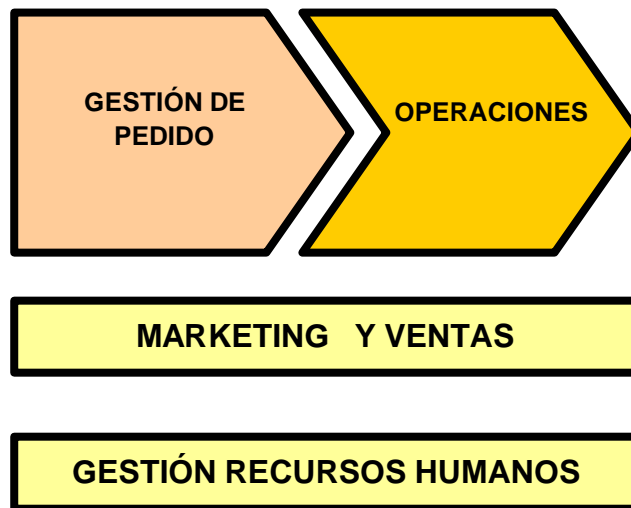 GESTIÓN DE
PEDIDO
OPERACIONES
MARKETING Y VENTAS
GESTIÓN RECURSOS HUMANOS